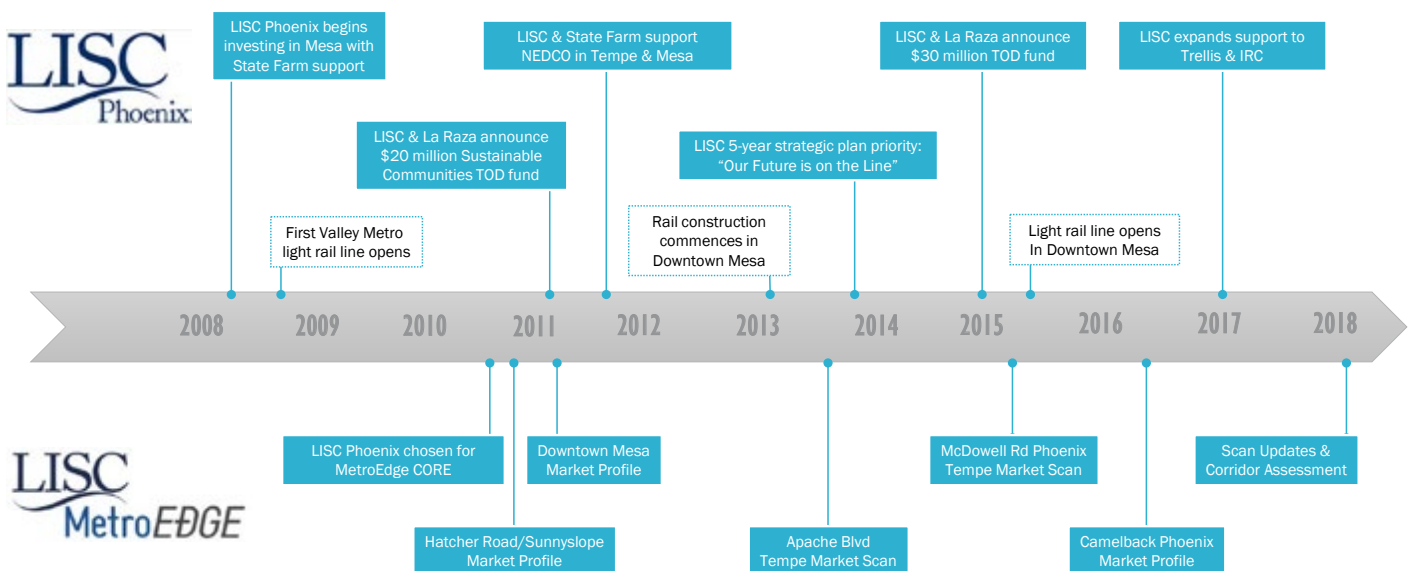 LISC
Phoenix
LISC Phoenix begins
investing in Mesa with
State Farm support
LISC & State Farm support
NEDCO in Tempe & Mesa
LISC & La Raza announce
$30 million TOD fund
LISC expands support to
Trellis & IRC
LISC & La Raza announce
$20 million Sustainable
Communities TOD fund
LISC 5-year strategic plan priority:
“Our Future is on the Line”
First Valley Metro
light rail line opens
Rail construction
commences in
Downtown Mesa
Light rail line opens
In Downtown Mesa
2008 2009 2010 2011 2012 2013 2014 2015 2016 2017 2018
LISC Phoenix chosen for
MetroEdge CORE
Downtown Mesa
Market Profile
McDowell Rd Phoenix
Tempe Market Scan
Scan Updates &
Corridor Assessment
LISC
MetroEDGE
Hatcher Road/Sunnyslope
Market Profile
Apache Blvd
Tempe Market Scan
Camelback Phoenix
Market Profile